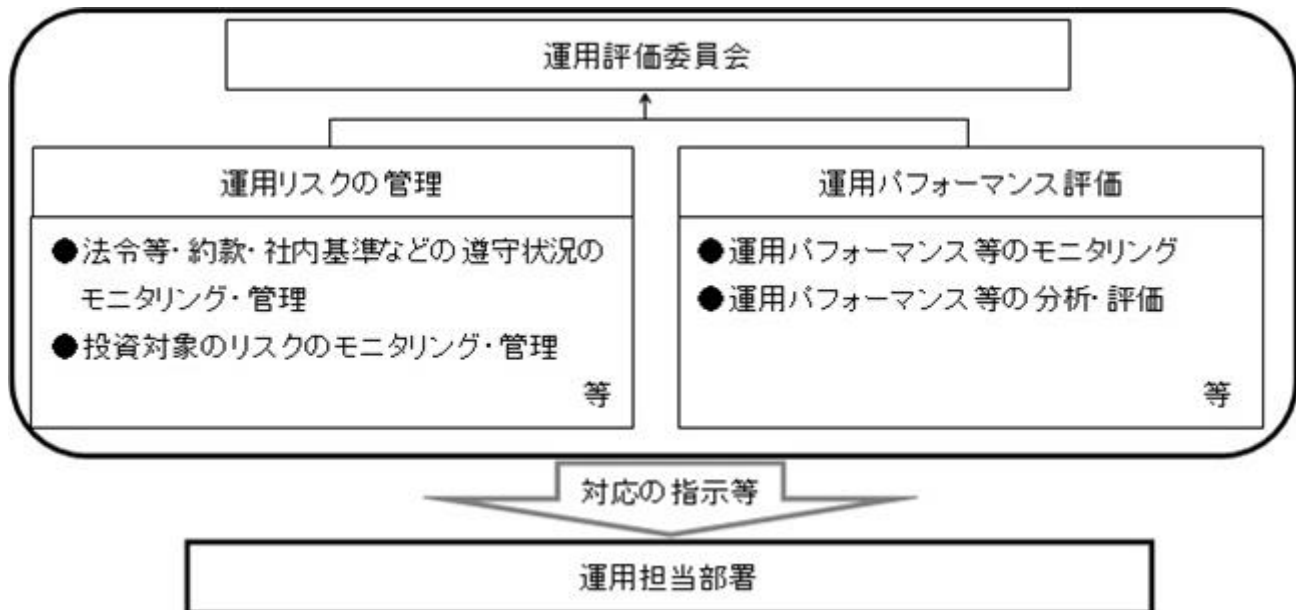 運用評価委員会
運用リスクの管理
●法令等・約款・社内基準などの遵守状況の
モニタリング・管理
●投資対象のリスクのモニタリング・管理
等
運用パフォーマンス評価
●運用パフォーマンス等のモニタリング
●運用パフォーマンス等の分析・評価
等
対応の指示等
運用担当部署